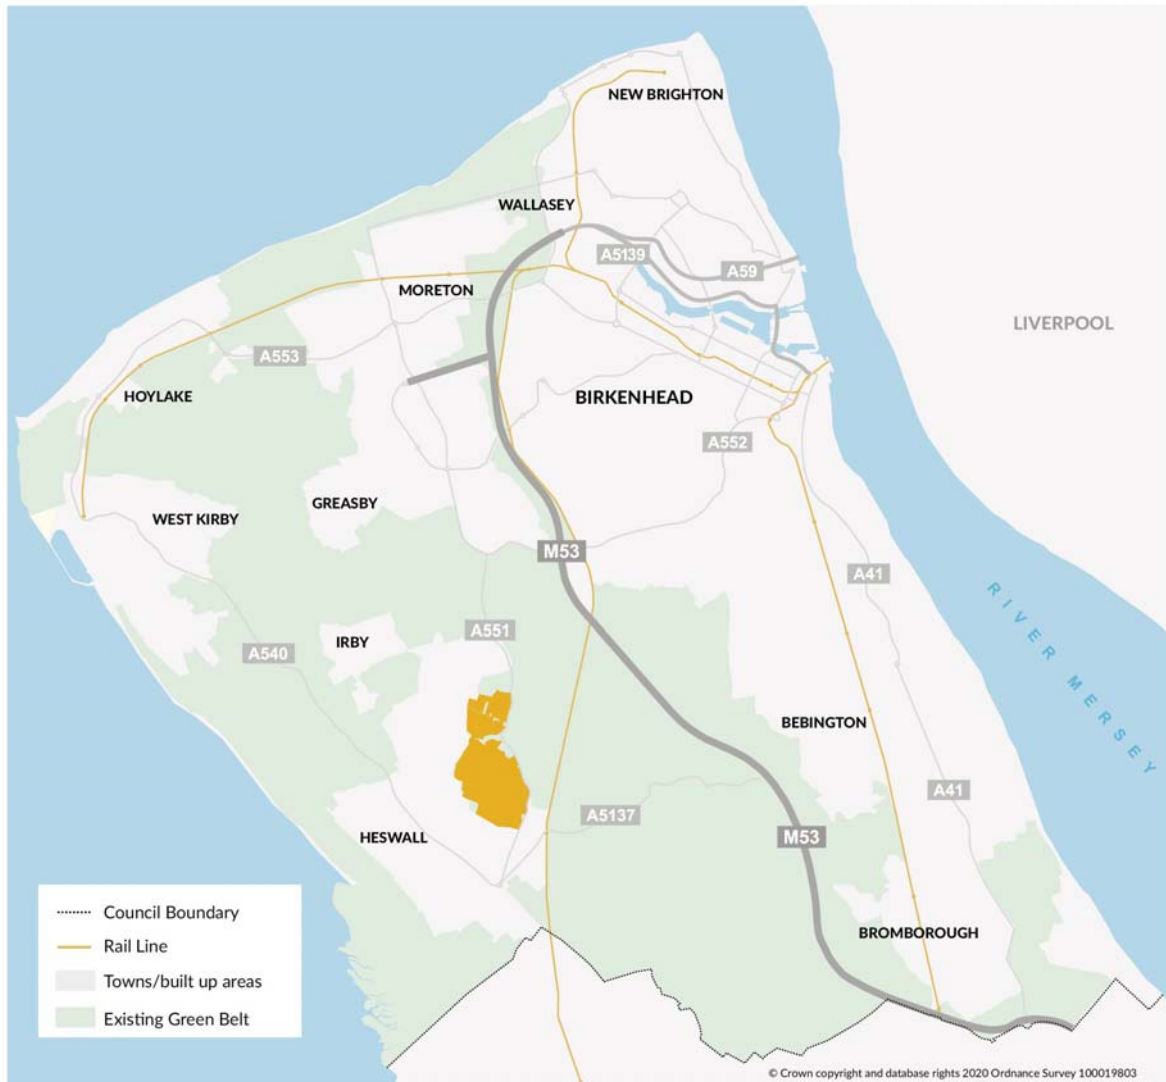 NEW BRIGHTON
WALLASEY
A5139
A59
MORETON
LIVERPOOL
A553
HOYLAKE
BIRKENHEAD
A552
GREASBY
WEST KIRBY
M53
A41
RIVER MERSEY
A551
IRBY
A540
BEBINGTON
A41
A5137
HESWALL
M53
BROMBOROUGH
Council Boundary
Rail Line
Towns/built up areas
Existing Green Belt
© Crown copyright and database rights 2020 Ordnance Survey 100019803